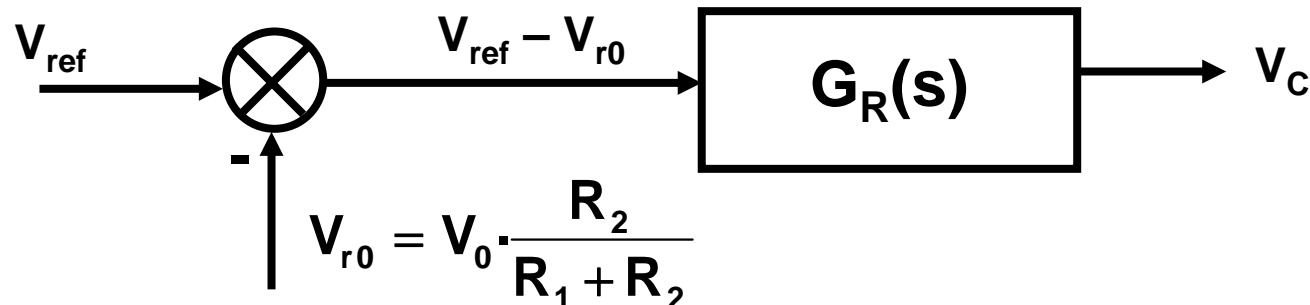 V_ref
V_ref – V_r0
G_R(s)
V_C
-
V_r0 = V_0 · R_2 / (R_1 + R_2)